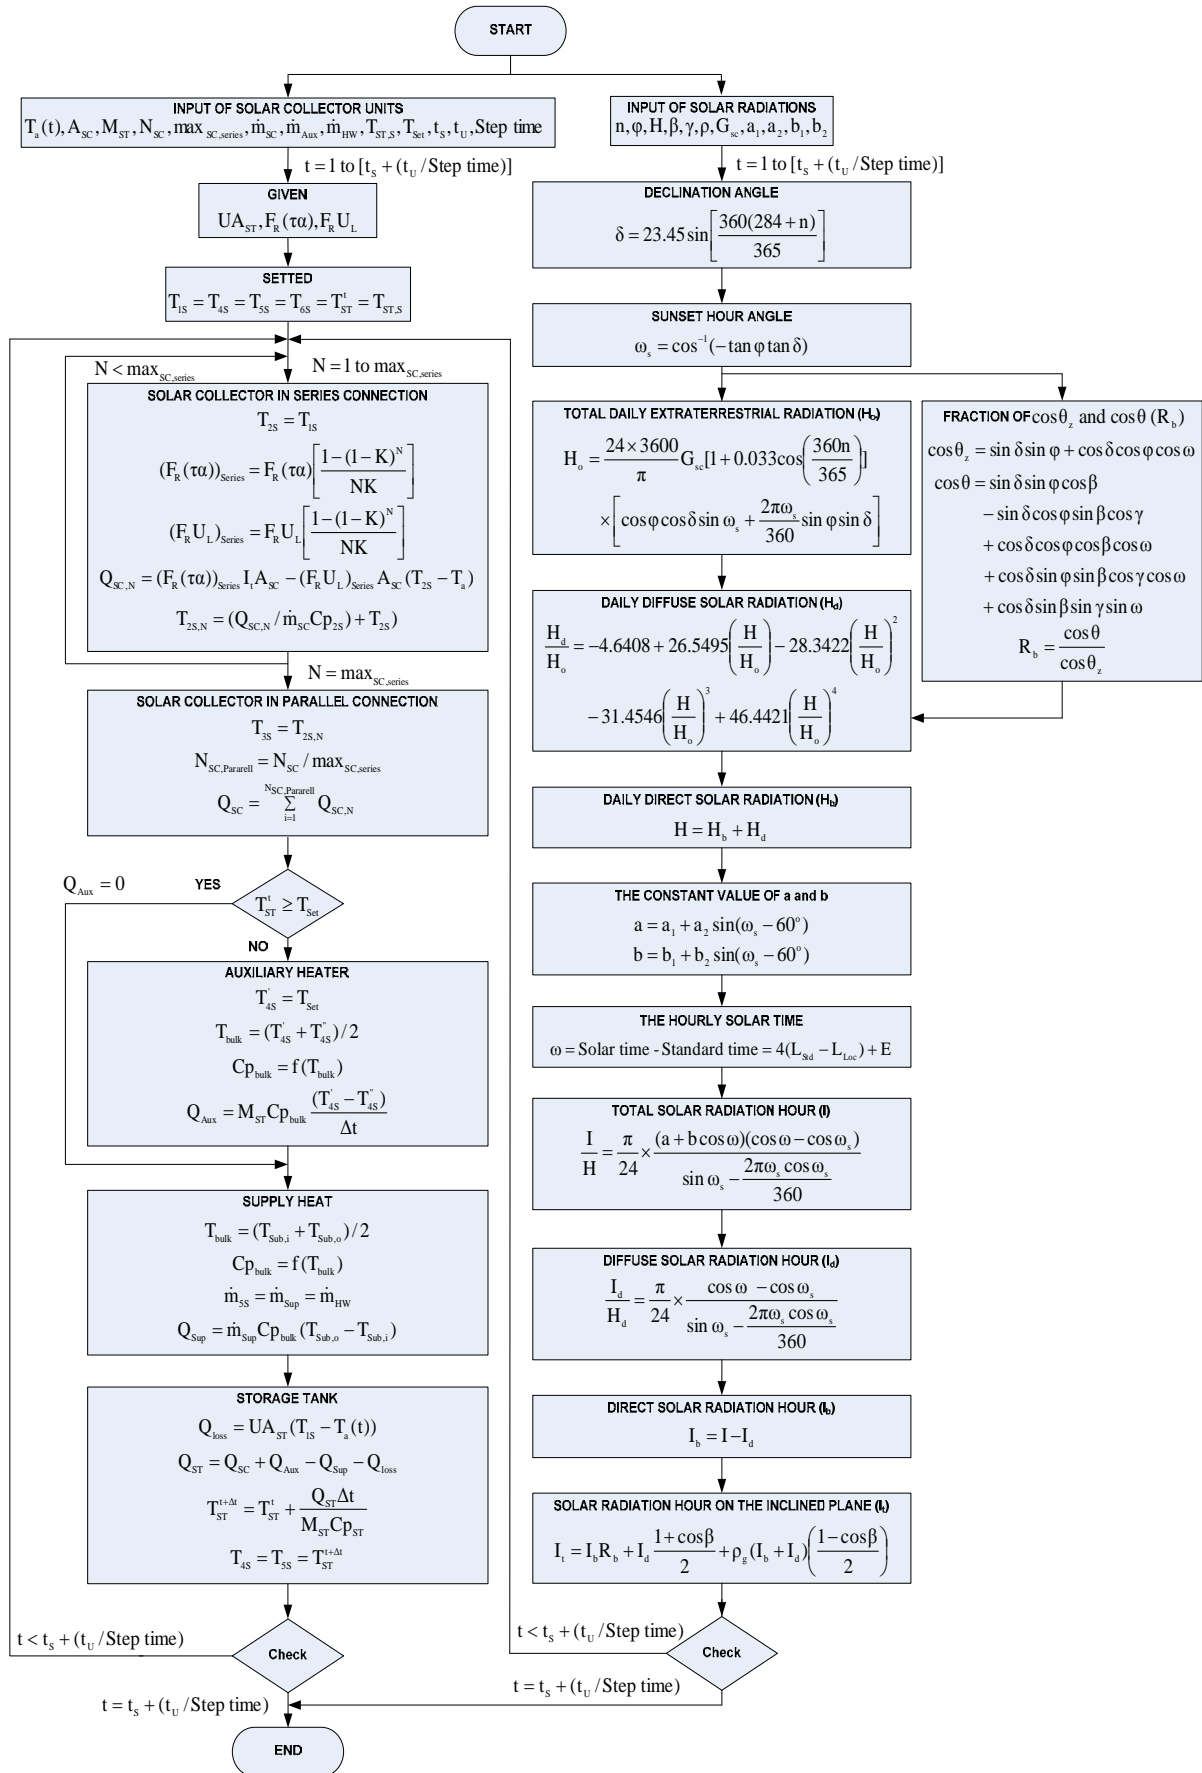 START
INPUT OF SOLAR COLLECTOR UNITS
T_a(t), A_SC, M_ST, N_SC, max_SC,series, ṁ_SC, ṁ_Aux, ṁ_HW, T_ST,S, T_Set, t_S, t_U, Step time
t = 1 to [t_S + (t_U / Step time)]
GIVEN
UA_ST, F_R(τα), F_R U_L
SETTED
T_1S = T_4S = T_5S = T_6S = T_ST^t = T_ST,S
N < max_SC,series
N = 1 to max_SC,series
SOLAR COLLECTOR IN SERIES CONNECTION
T_2S = T_1S
(F_R(τα))_Series = F_R(τα)[(1-(1-K)^N)/NK]
(F_R U_L)_Series = F_R U_L[(1-(1-K)^N)/NK]
Q_SC,N = (F_R(τα))_Series I_t A_SC − (F_R U_L)_Series A_SC (T_2S − T_a)
T_2S,N = (Q_SC,N / ṁ_SC Cp_2S) + T_2S)
N = max_SC,series
SOLAR COLLECTOR IN PARALLEL CONNECTION
T_3S = T_2S,N
N_SC,Pararell = N_SC / max_SC,series
Q_SC = Σ_{i=1}^{N_SC,Pararell} Q_SC,N
Q_Aux = 0
YES
T_ST^t ≥ T_Set
NO
AUXILIARY HEATER
T'_4S = T_Set
T_bulk = (T'_4S + T"_4S)/2
Cp_bulk = f(T_bulk)
Q_Aux = M_ST Cp_bulk (T'_4S − T"_4S)/Δt
SUPPLY HEAT
T_bulk = (T_Sub,i + T_Sub,o)/2
Cp_bulk = f(T_bulk)
ṁ_5S = ṁ_Sup = ṁ_HW
Q_Sup = ṁ_Sup Cp_bulk (T_Sub,o − T_Sub,i)
STORAGE TANK
Q_loss = UA_ST (T_1S − T_a(t))
Q_ST = Q_SC + Q_Aux − Q_Sup − Q_loss
T_ST^{t+Δt} = T_ST^t + Q_ST Δt/(M_ST Cp_ST)
T_4S = T_5S = T_ST^{t+Δt}
t < t_S + (t_U / Step time)
Check
t = t_S + (t_U / Step time)
END
INPUT OF SOLAR RADIATIONS
n, φ, H, β, γ, ρ, G_sc, a_1, a_2, b_1, b_2
t = 1 to [t_S + (t_U / Step time)]
DECLINATION ANGLE
δ = 23.45 sin[360(284 + n)/365]
SUNSET HOUR ANGLE
ω_s = cos^{-1}(−tan φ tan δ)
TOTAL DAILY EXTRATERRESTRIAL RADIATION (H_o)
H_o = (24 × 3600/π) G_sc [1 + 0.033cos(360n/365)]
× [cos φ cos δ sin ω_s + (2πω_s/360) sin φ sin δ]
FRACTION OF cosθ_z and cosθ (R_b)
cosθ_z = sin δ sin φ + cos δ cos φ cos ω
cosθ = sin δ sin φ cos β
− sin δ cos φ sin β cos γ
+ cos δ cos φ cos β cos ω
+ cos δ sin φ sin β cos γ cos ω
+ cos δ sin β sin γ sin ω
R_b = cosθ/cosθ_z
DAILY DIFFUSE SOLAR RADIATION (H_d)
H_d/H_o = −4.6408 + 26.5495(H/H_o) − 28.3422(H/H_o)^2
− 31.4546(H/H_o)^3 + 46.4421(H/H_o)^4
DAILY DIRECT SOLAR RADIATION (H_b)
H = H_b + H_d
THE CONSTANT VALUE OF a and b
a = a_1 + a_2 sin(ω_s − 60°)
b = b_1 + b_2 sin(ω_s − 60°)
THE HOURLY SOLAR TIME
ω = Solar time - Standard time = 4(L_Std − L_Loc) + E
TOTAL SOLAR RADIATION HOUR (I)
I/H = π/24 × (a + b cos ω)(cos ω − cos ω_s)/(sin ω_s − 2πω_s cos ω_s/360)
DIFFUSE SOLAR RADIATION HOUR (I_d)
I_d/H_d = π/24 × (cos ω − cos ω_s)/(sin ω_s − 2πω_s cos ω_s/360)
DIRECT SOLAR RADIATION HOUR (I_b)
I_b = I − I_d
SOLAR RADIATION HOUR ON THE INCLINED PLANE (I_t)
I_t = I_b R_b + I_d (1 + cosβ)/2 + ρ_g (I_b + I_d)((1 − cosβ)/2)
t < t_S + (t_U / Step time)
Check
t = t_S + (t_U / Step time)